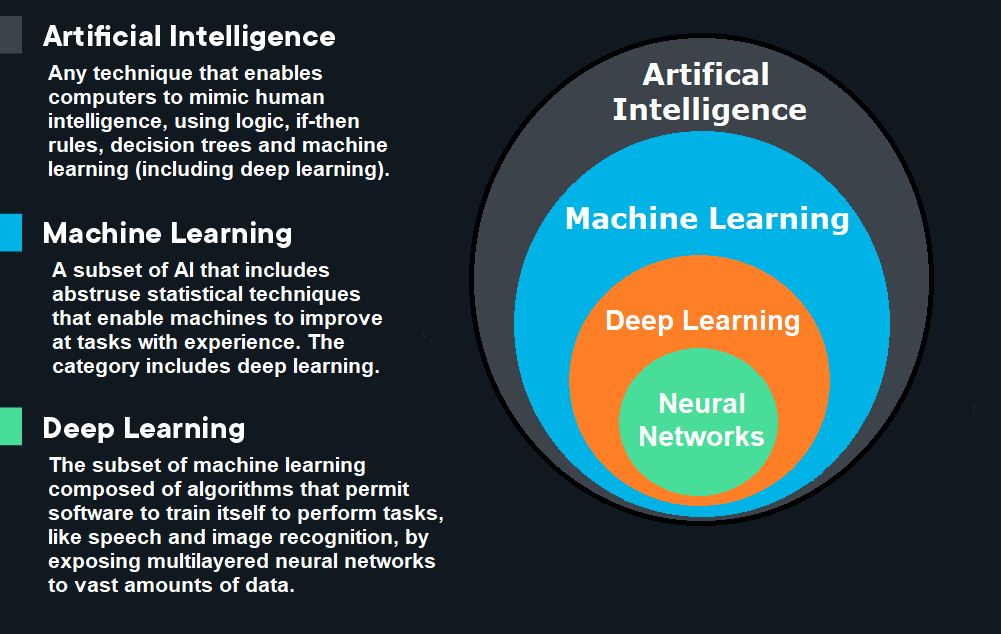 Artificial Intelligence
Any technique that enables
computers to mimic human
intelligence, using logic, if-then
rules, decision trees and machine
learning (including deep learning).
Machine Learning
A subset of AI that includes
abstruse statistical techniques
that enable machines to improve
at tasks with experience. The
category includes deep learning.
Deep Learning
The subset of machine learning
composed of algorithms that permit
software to train itself to perform tasks,
like speech and image recognition, by
exposing multilayered neural networks
to vast amounts of data.
Artifical
Intelligence
Machine Learning
Deep Learning
Neural
Networks